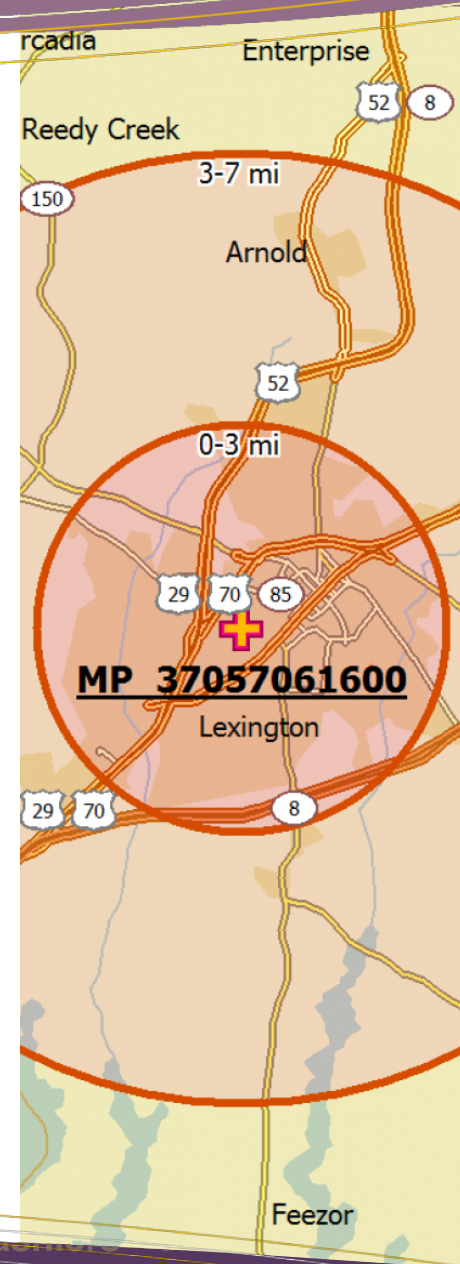 rcadia
Enterprise
52
8
Reedy Creek
3-7 mi
150
Arnold
52
0-3 mi
29
70
85
MP 37057061600
Lexington
29
70
8
Feezor